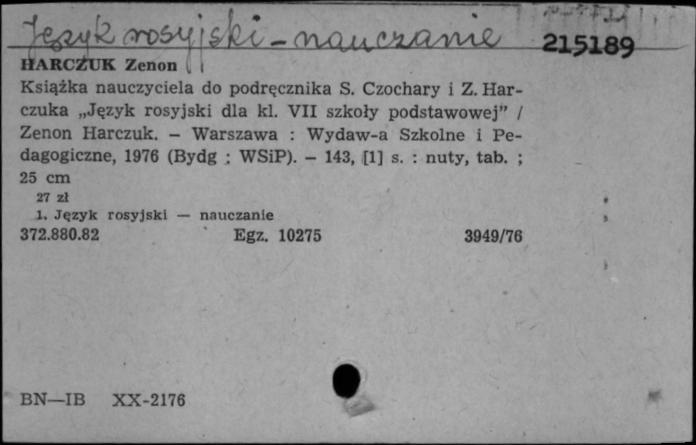 Język rosyjski - nauczanie
215189
HARCZUK Zenon
Książka nauczyciela do podręcznika S. Czochary i Z. Har-
czuka „Język rosyjski dla kl. VII szkoły podstawowej” /
Zenon Harczuk. – Warszawa : Wydaw-a Szkolne i Pe-
dagogiczne, 1976 (Bydg : WSiP). – 143, [1] s. : nuty, tab. ;
25 cm
27 zł
1. Język rosyjski — nauczanie
372.880.82 Egz. 10275 3949/76
BN—IB XX-2176